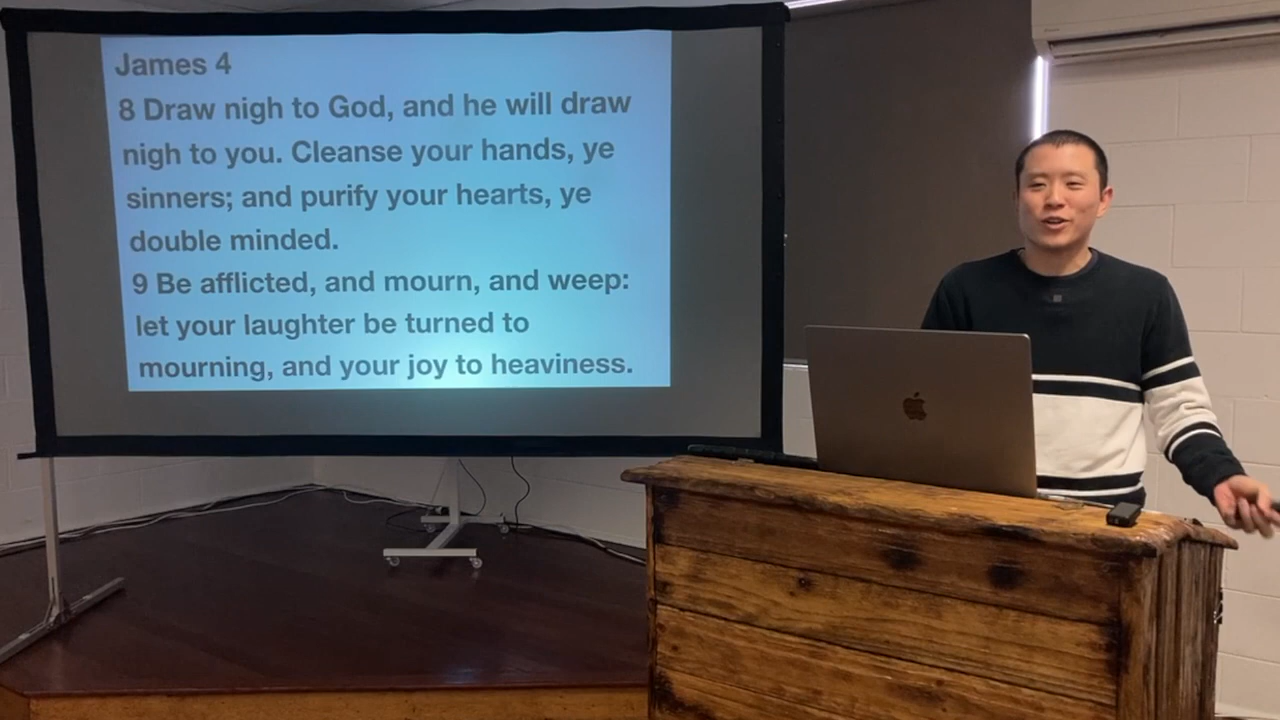 James 4
8 Draw nigh to God, and he will draw
nigh to you. Cleanse your hands, ye
sinners; and purify your hearts, ye
double minded.
9 Be afflicted, and mourn, and weep:
let your laughter be turned to
mourning, and your joy to heaviness.